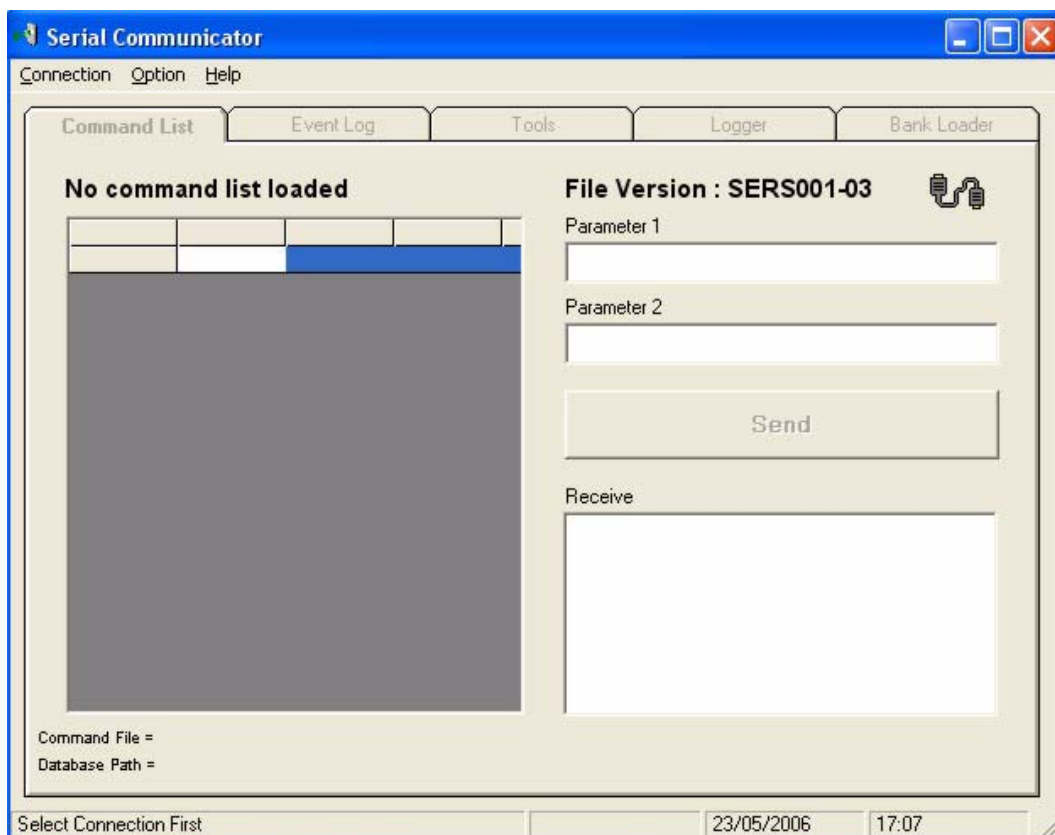 Serial Communicator
Connection Option Help
Command List Event Log Tools Logger Bank Loader
No command list loaded
File Version : SERS001-03
Parameter 1
Parameter 2
Send
Receive
Command File =
Database Path =
Select Connection First 23/05/2006 17:07